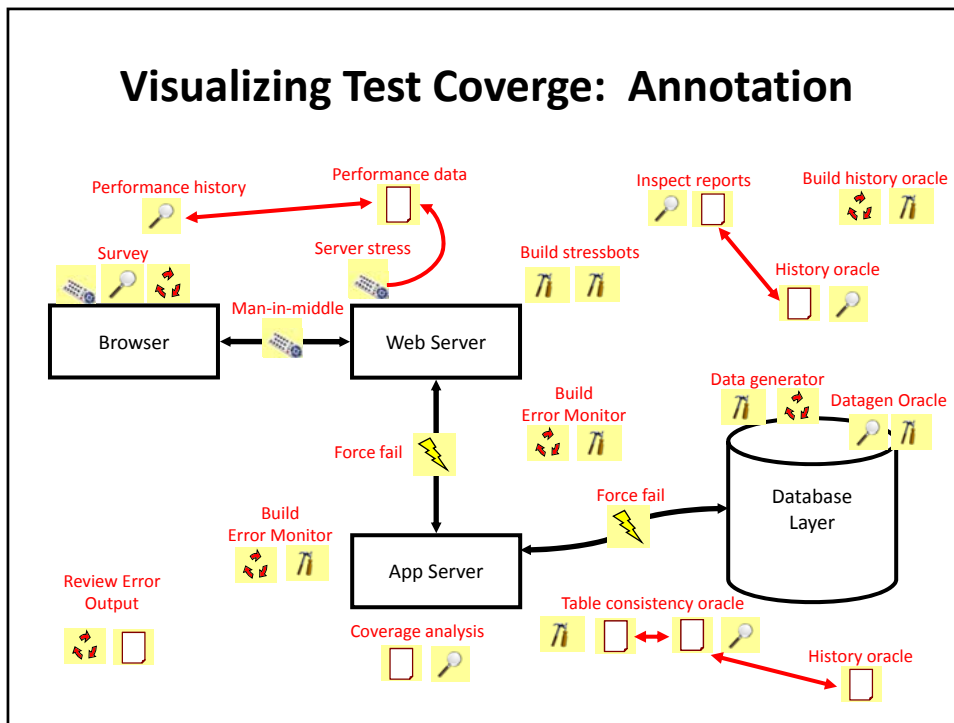 Visualizing Test Coverge:  Annotation
Performance history
Performance data
Inspect reports
Build history oracle
Survey
Server stress
Build stressbots
History oracle
Man-in-middle
Browser
Web Server
Data generator
Datagen Oracle
Build
Error Monitor
Force fail
Force fail
Database
Layer
Build
Error Monitor
App Server
Review Error
Output
Coverage analysis
Table consistency oracle
History oracle